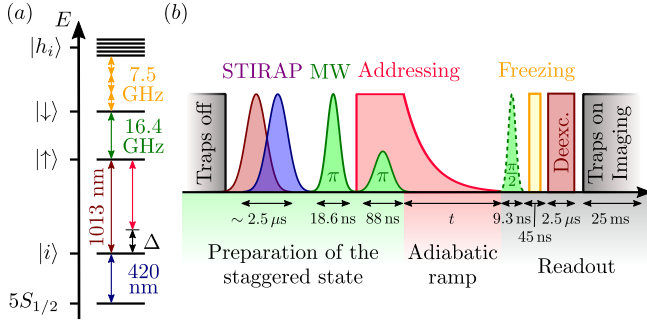 (a)
E
|h_i⟩
7.5
GHz
|↓⟩
16.4
GHz
|↑⟩
1013 nm
Δ
|i⟩
420
nm
5S_{1/2}
(b)
STIRAP MW Addressing Freezing
Traps off
π
π
π/2
Deexc.
Traps on
Imaging
∼ 2.5 μs
18.6 ns
88 ns
t
9.3 ns
45 ns
2.5 μs
25 ms
Preparation of the
staggered state
Adiabatic
ramp
Readout